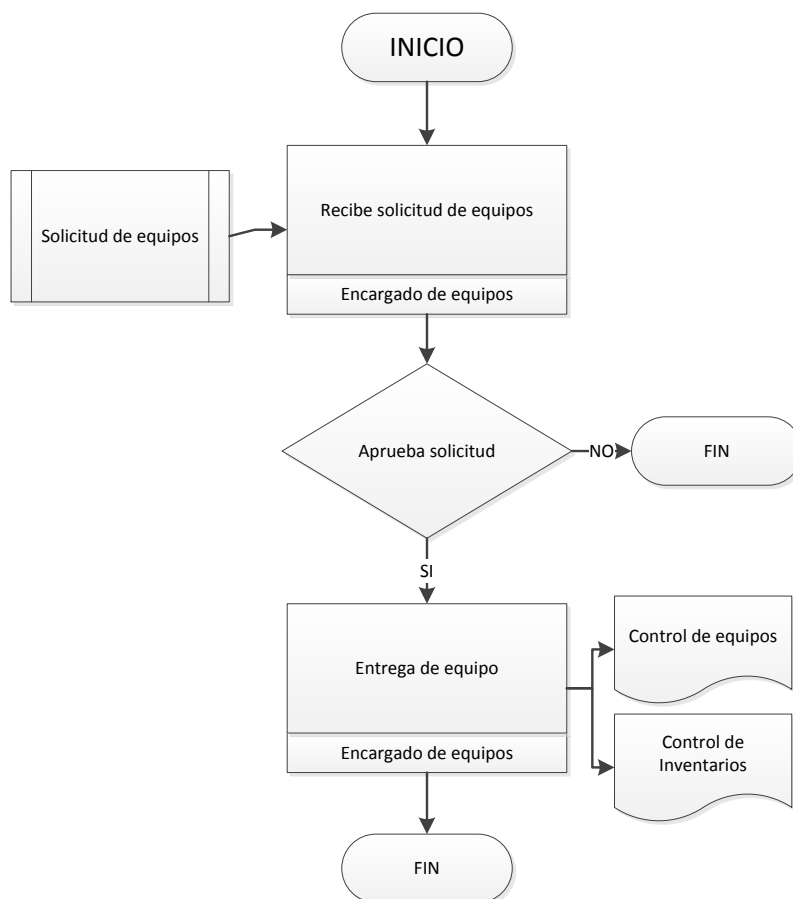 INICIO
Solicitud de equipos
Recibe solicitud de equipos
Encargado de equipos
Aprueba solicitud
NO
FIN
SI
Entrega de equipo
Encargado de equipos
Control de equipos
Control de
Inventarios
FIN